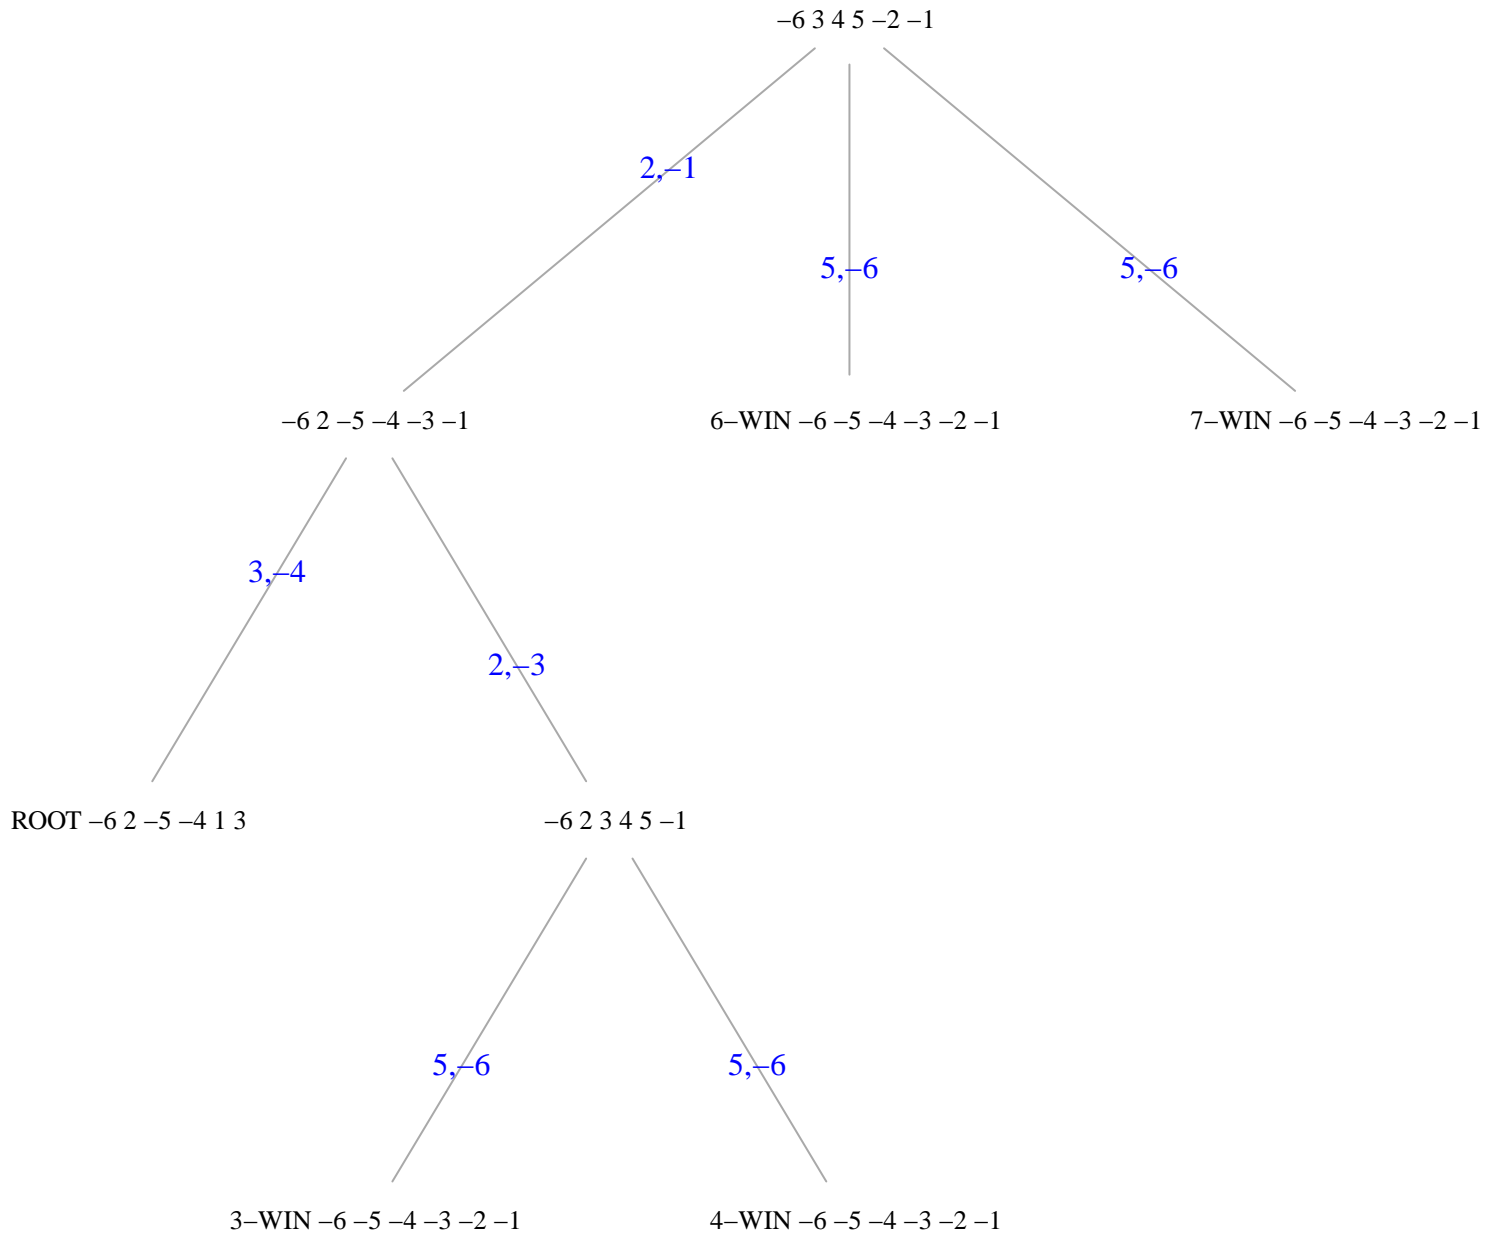 –6 3 4 5 –2 –1
2,–1
5,–6
5,–6
–6 2 –5 –4 –3 –1
6–WIN –6 –5 –4 –3 –2 –1
7–WIN –6 –5 –4 –3 –2 –1
3,–4
2,–3
ROOT –6 2 –5 –4 1 3
–6 2 3 4 5 –1
5,–6
5,–6
3–WIN –6 –5 –4 –3 –2 –1
4–WIN –6 –5 –4 –3 –2 –1